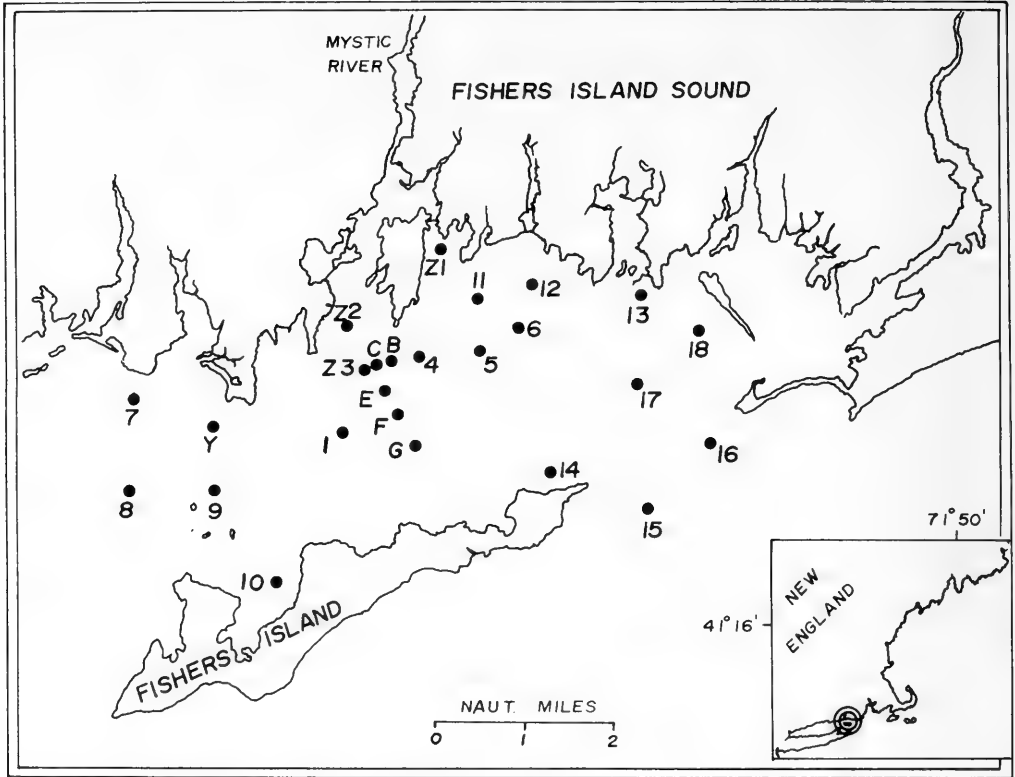 MYSTIC
RIVER
FISHERS ISLAND SOUND
Z1
11
12
13
Z2
6
18
C
B
Z3
4
5
E
17
7
F
Y
1
G
16
14
8
9
15
71°50'
10
NEW
ENGLAND
41°16'
FISHERS ISLAND
NAUT. MILES
0 1 2